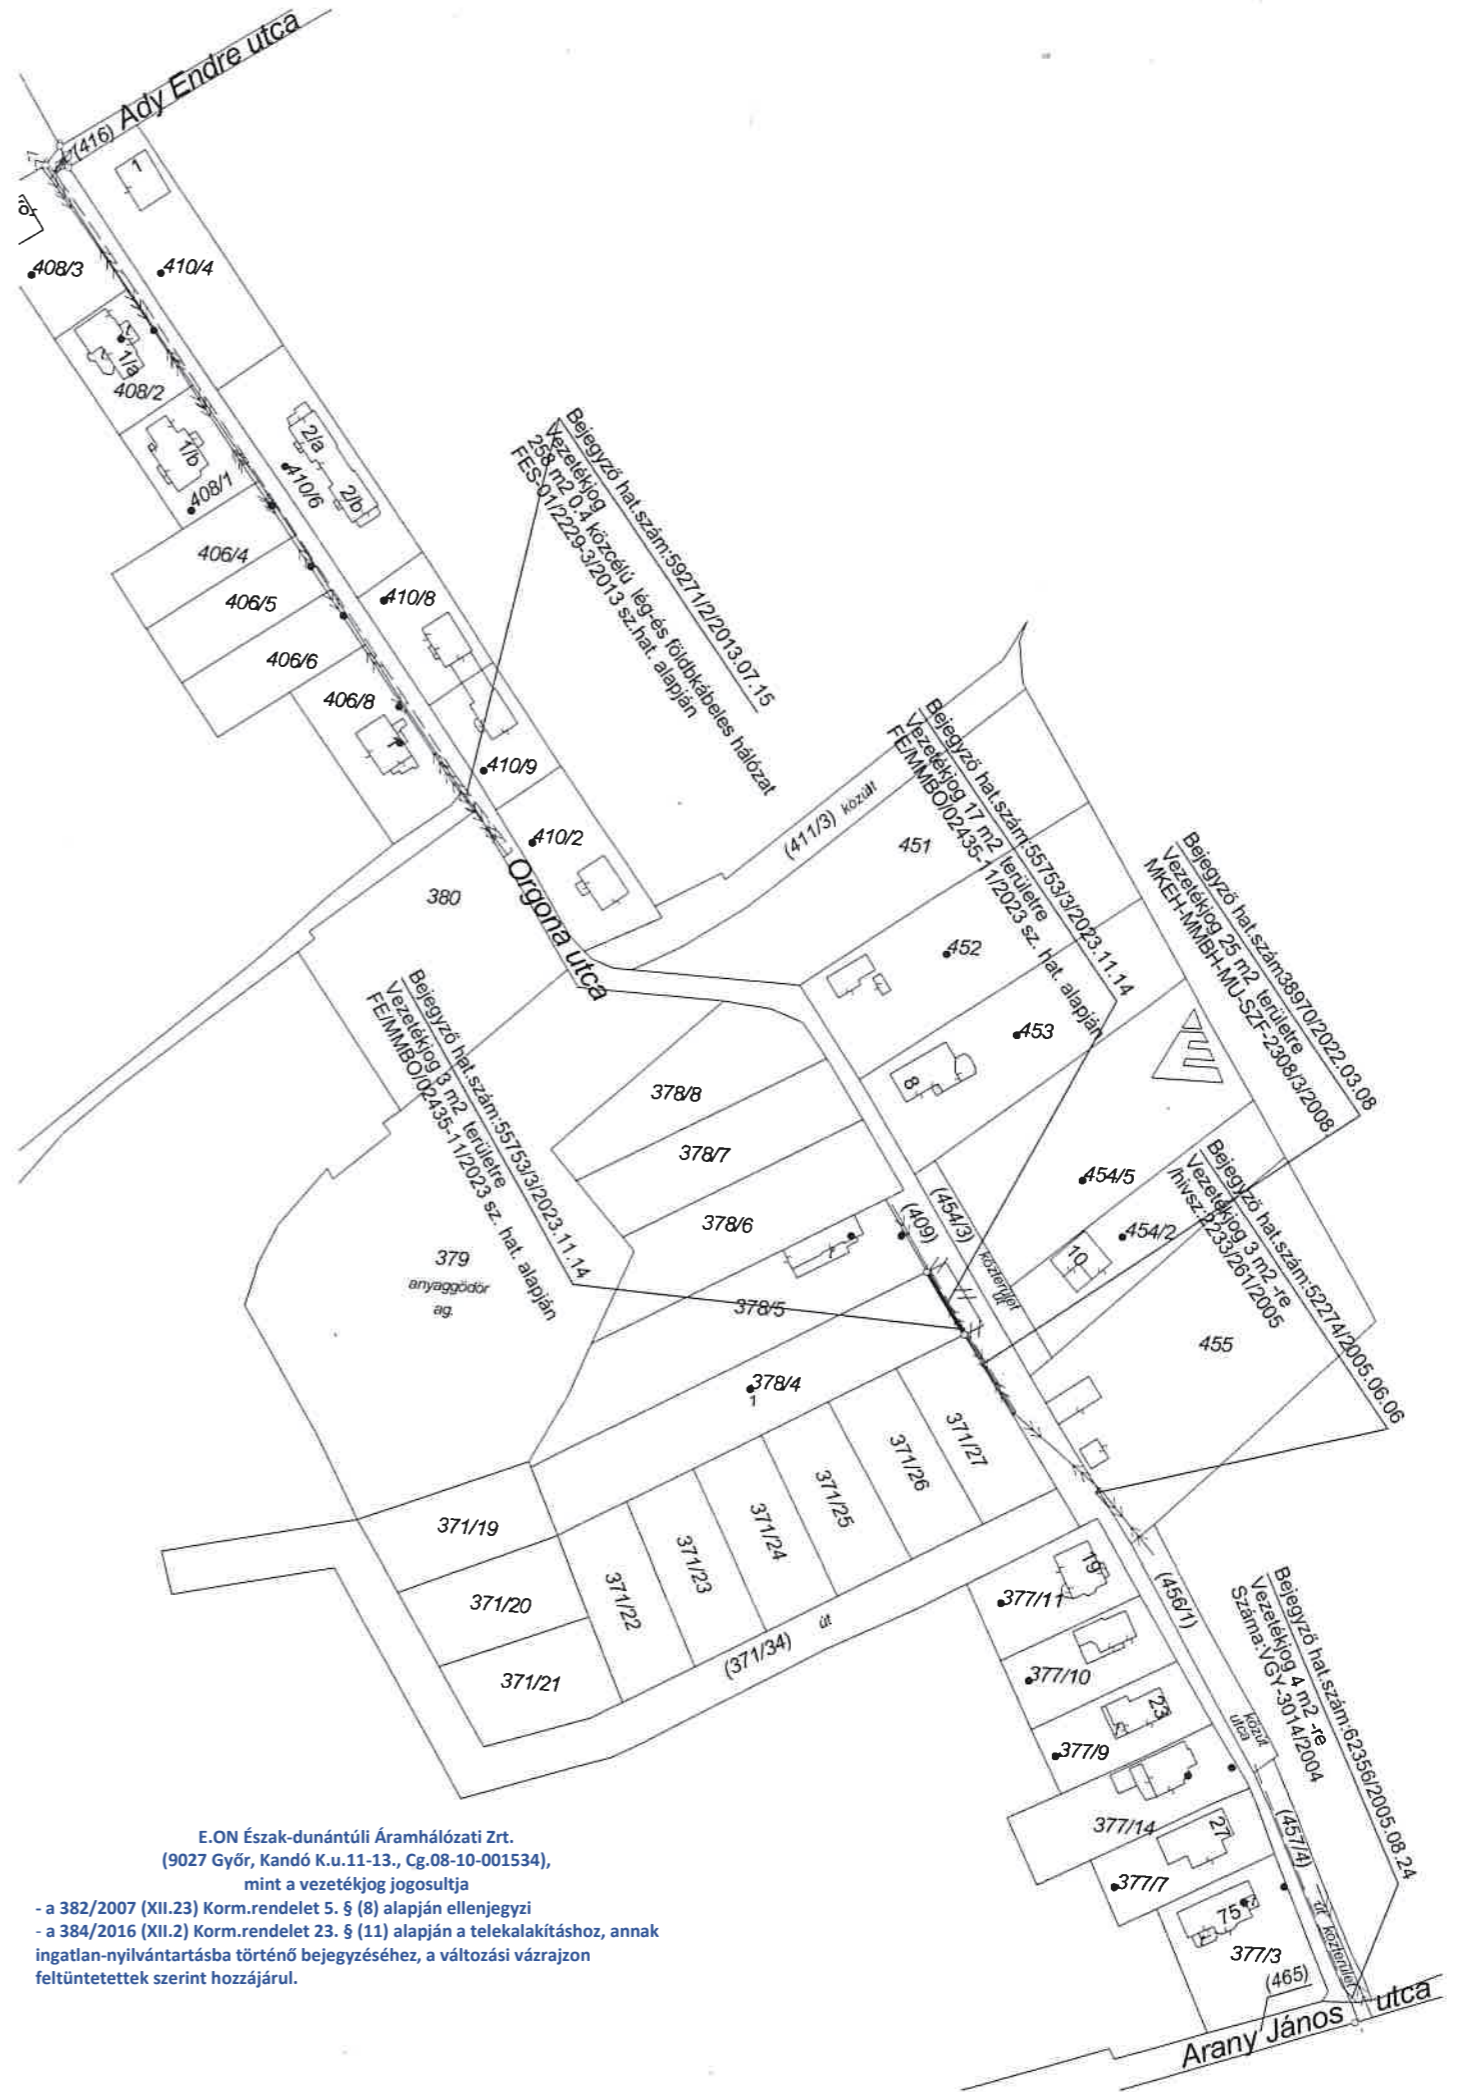 Ady Endre utca
(416)
1
408/3
410/4
1/a
408/2
1/b
408/1
2/a
410/6
2/b
406/4
406/5
406/6
406/8
410/8
410/9
410/2
Bejegyző hat.szám:59271/2/2013.07.15
Vezetékjog
258 m2 0.4 közcélú lég-és földbkábeles hálózat
FES-01/2229-3/2013 sz.hat. alapján
Orgona utca
380
(411/3) közút
451
Bejegyző hat.szám:55753/3/2023.11.14
Vezetékjog 17 m2 területre
FE/MMBO/02435-11/2023 sz. hat. alapján
452
453
8
Bejegyző hat.szám38970/2022.03.08
Vezetékjog 25 m2 területre
MKEH-MMBH-MU-SZF-2308/3/2008
Bejegyző hat.szám:55753/3/2023.11.14
Vezetékjog 3 m2 területre
FE/MMBO/02435-11/2023 sz. hat. alapján
378/8
378/7
378/6
7
378/5
378/4
1
379
anyaggödör
ag.
(409)
(454/3)
közterület
út
454/5
454/2
10
455
Bejegyző hat.szám:52274/2005.06.06
Vezetékjog 3 m2 -re
/hivsz:2233/261/2005
371/19
371/20
371/21
371/22
371/23
371/24
371/25
371/26
371/27
(371/34) út
19
377/11
377/10
23
377/9
377/14
27
377/7
75
377/3
(456/1)
közút
utca
(457/4)
út közterület
(465)
Bejegyző hat.szám:62356/2005.08.24
Vezetékjog 4 m2 -re
Száma:VGY-3014/2004
Arany János utca
E.ON Észak-dunántúli Áramhálózati Zrt.
(9027 Győr, Kandó K.u.11-13., Cg.08-10-001534),
mint a vezetékjog jogosultja
- a 382/2007 (XII.23) Korm.rendelet 5. § (8) alapján ellenjegyzi
- a 384/2016 (XII.2) Korm.rendelet 23. § (11) alapján a telekalakításhoz, annak
ingatlan-nyilvántartásba történő bejegyzéséhez, a változási vázrajzon
feltüntetettek szerint hozzájárul.